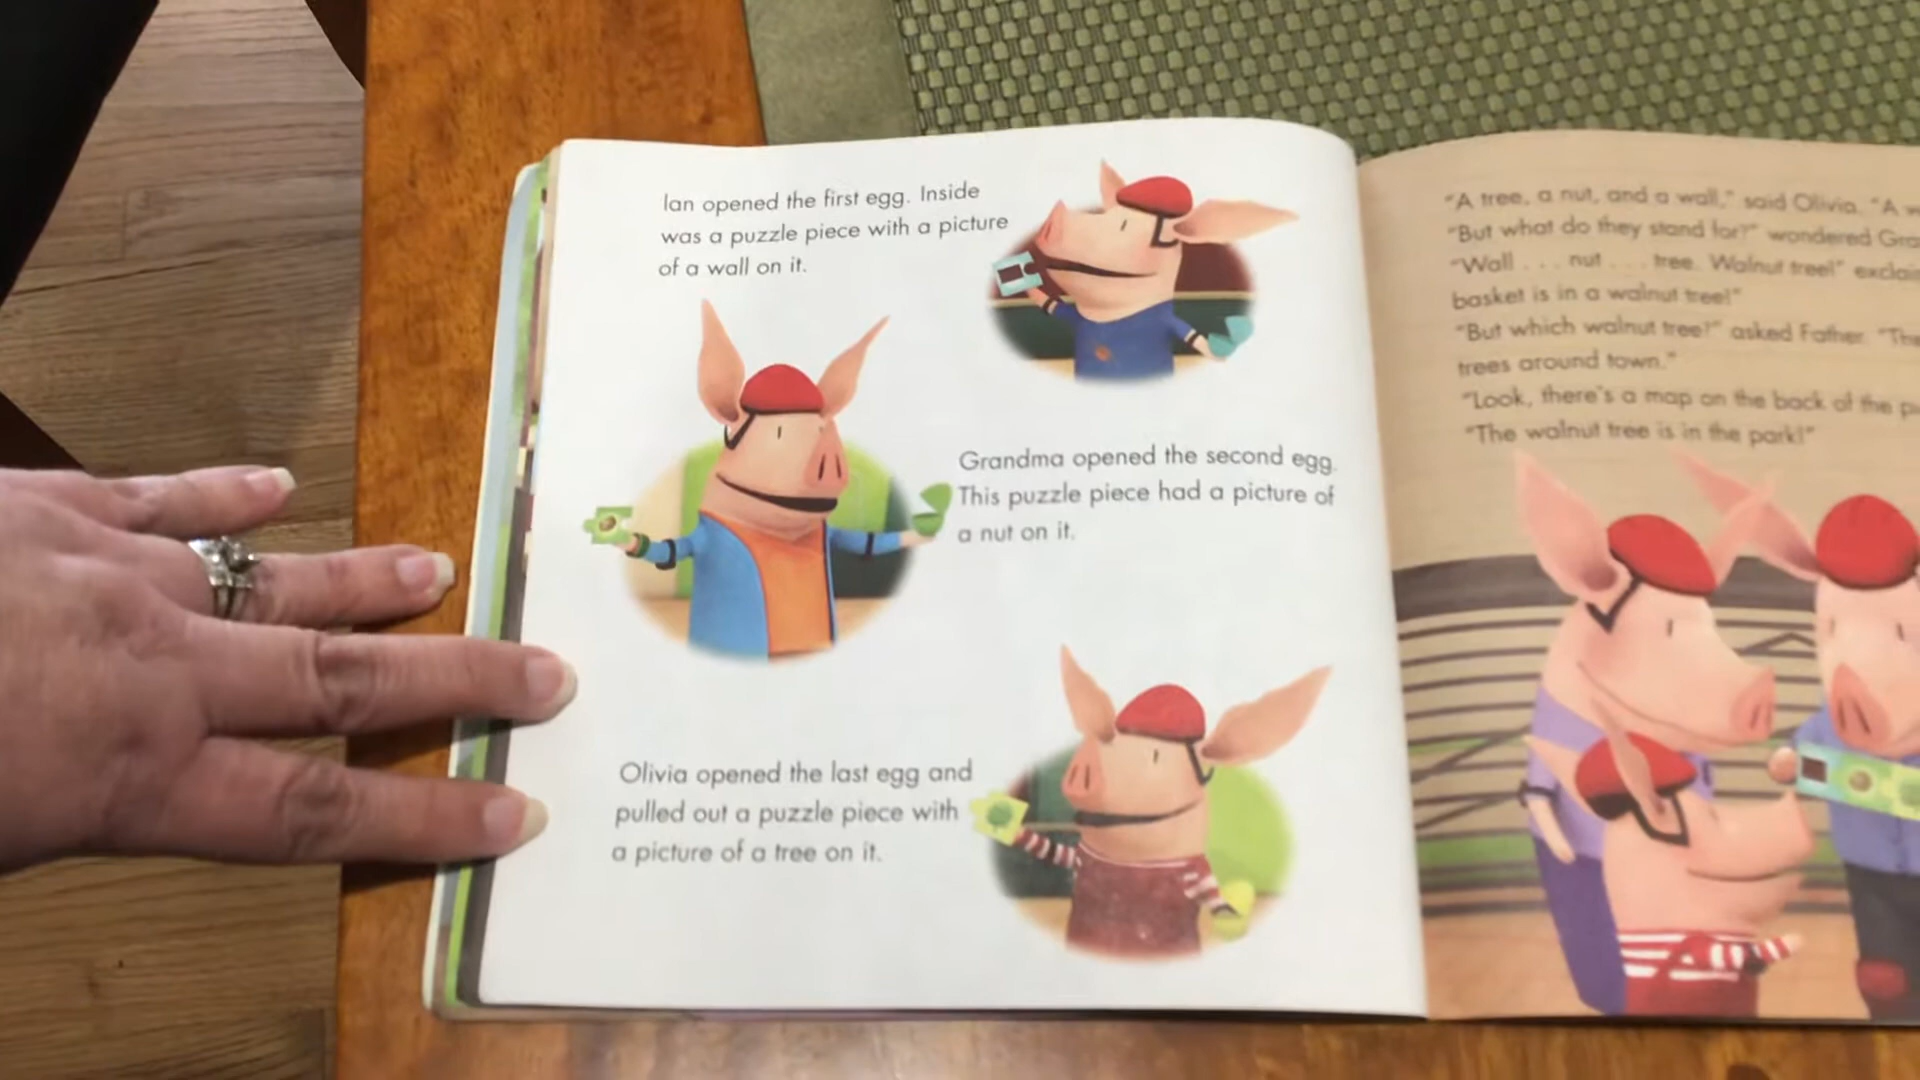 Ian opened the first egg. Inside
was a puzzle piece with a picture
of a wall on it.
Grandma opened the second egg.
This puzzle piece had a picture of
a nut on it.
Olivia opened the last egg and
pulled out a puzzle piece with
a picture of a tree on it.
"A tree, a nut, and a wall," said Olivia. "A
"But what do they stand for?" wondered
"Wall . . . nut . . . tree. Walnut tree!"
basket is in a walnut tree!"
"But which walnut tree?" asked Father.
trees around town."
"Look, there's a map on the back of the
"The walnut tree is in the park!"